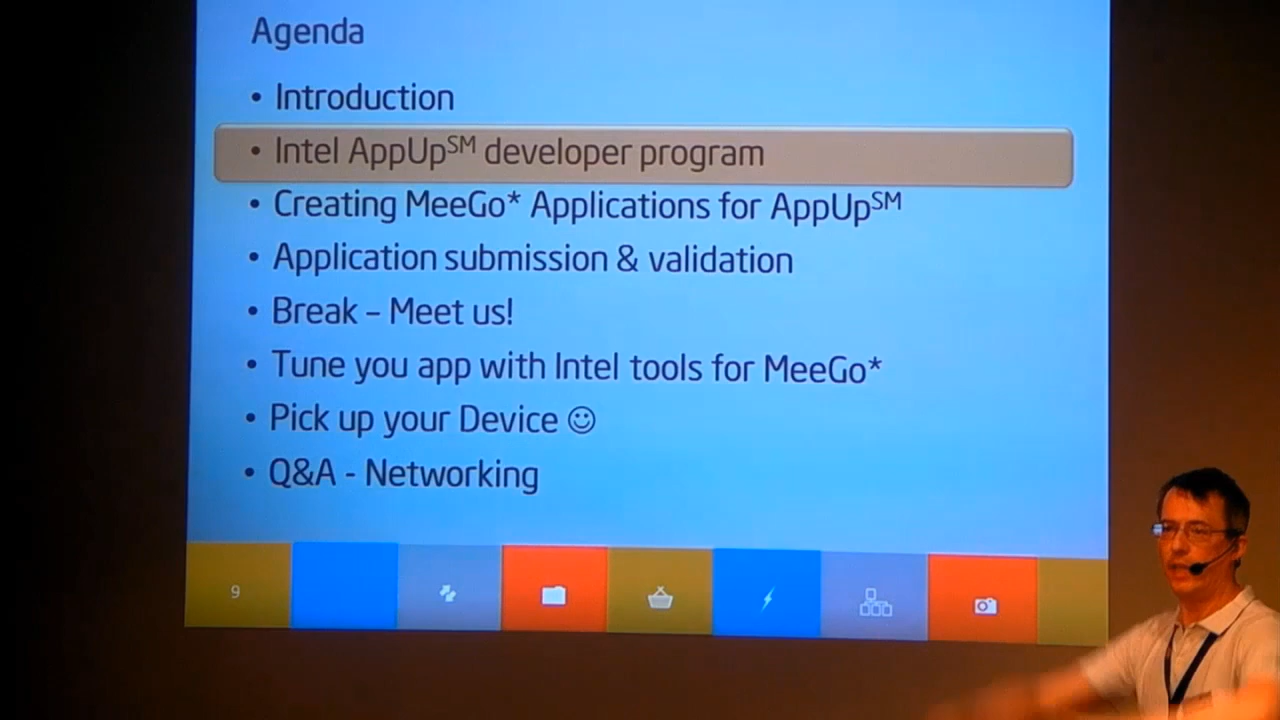 Agenda
• Introduction
• Intel AppUp℠ developer program
• Creating MeeGo* Applications for AppUp℠
• Application submission & validation
• Break – Meet us!
• Tune you app with Intel tools for MeeGo*
• Pick up your Device ☺
• Q&A - Networking
9